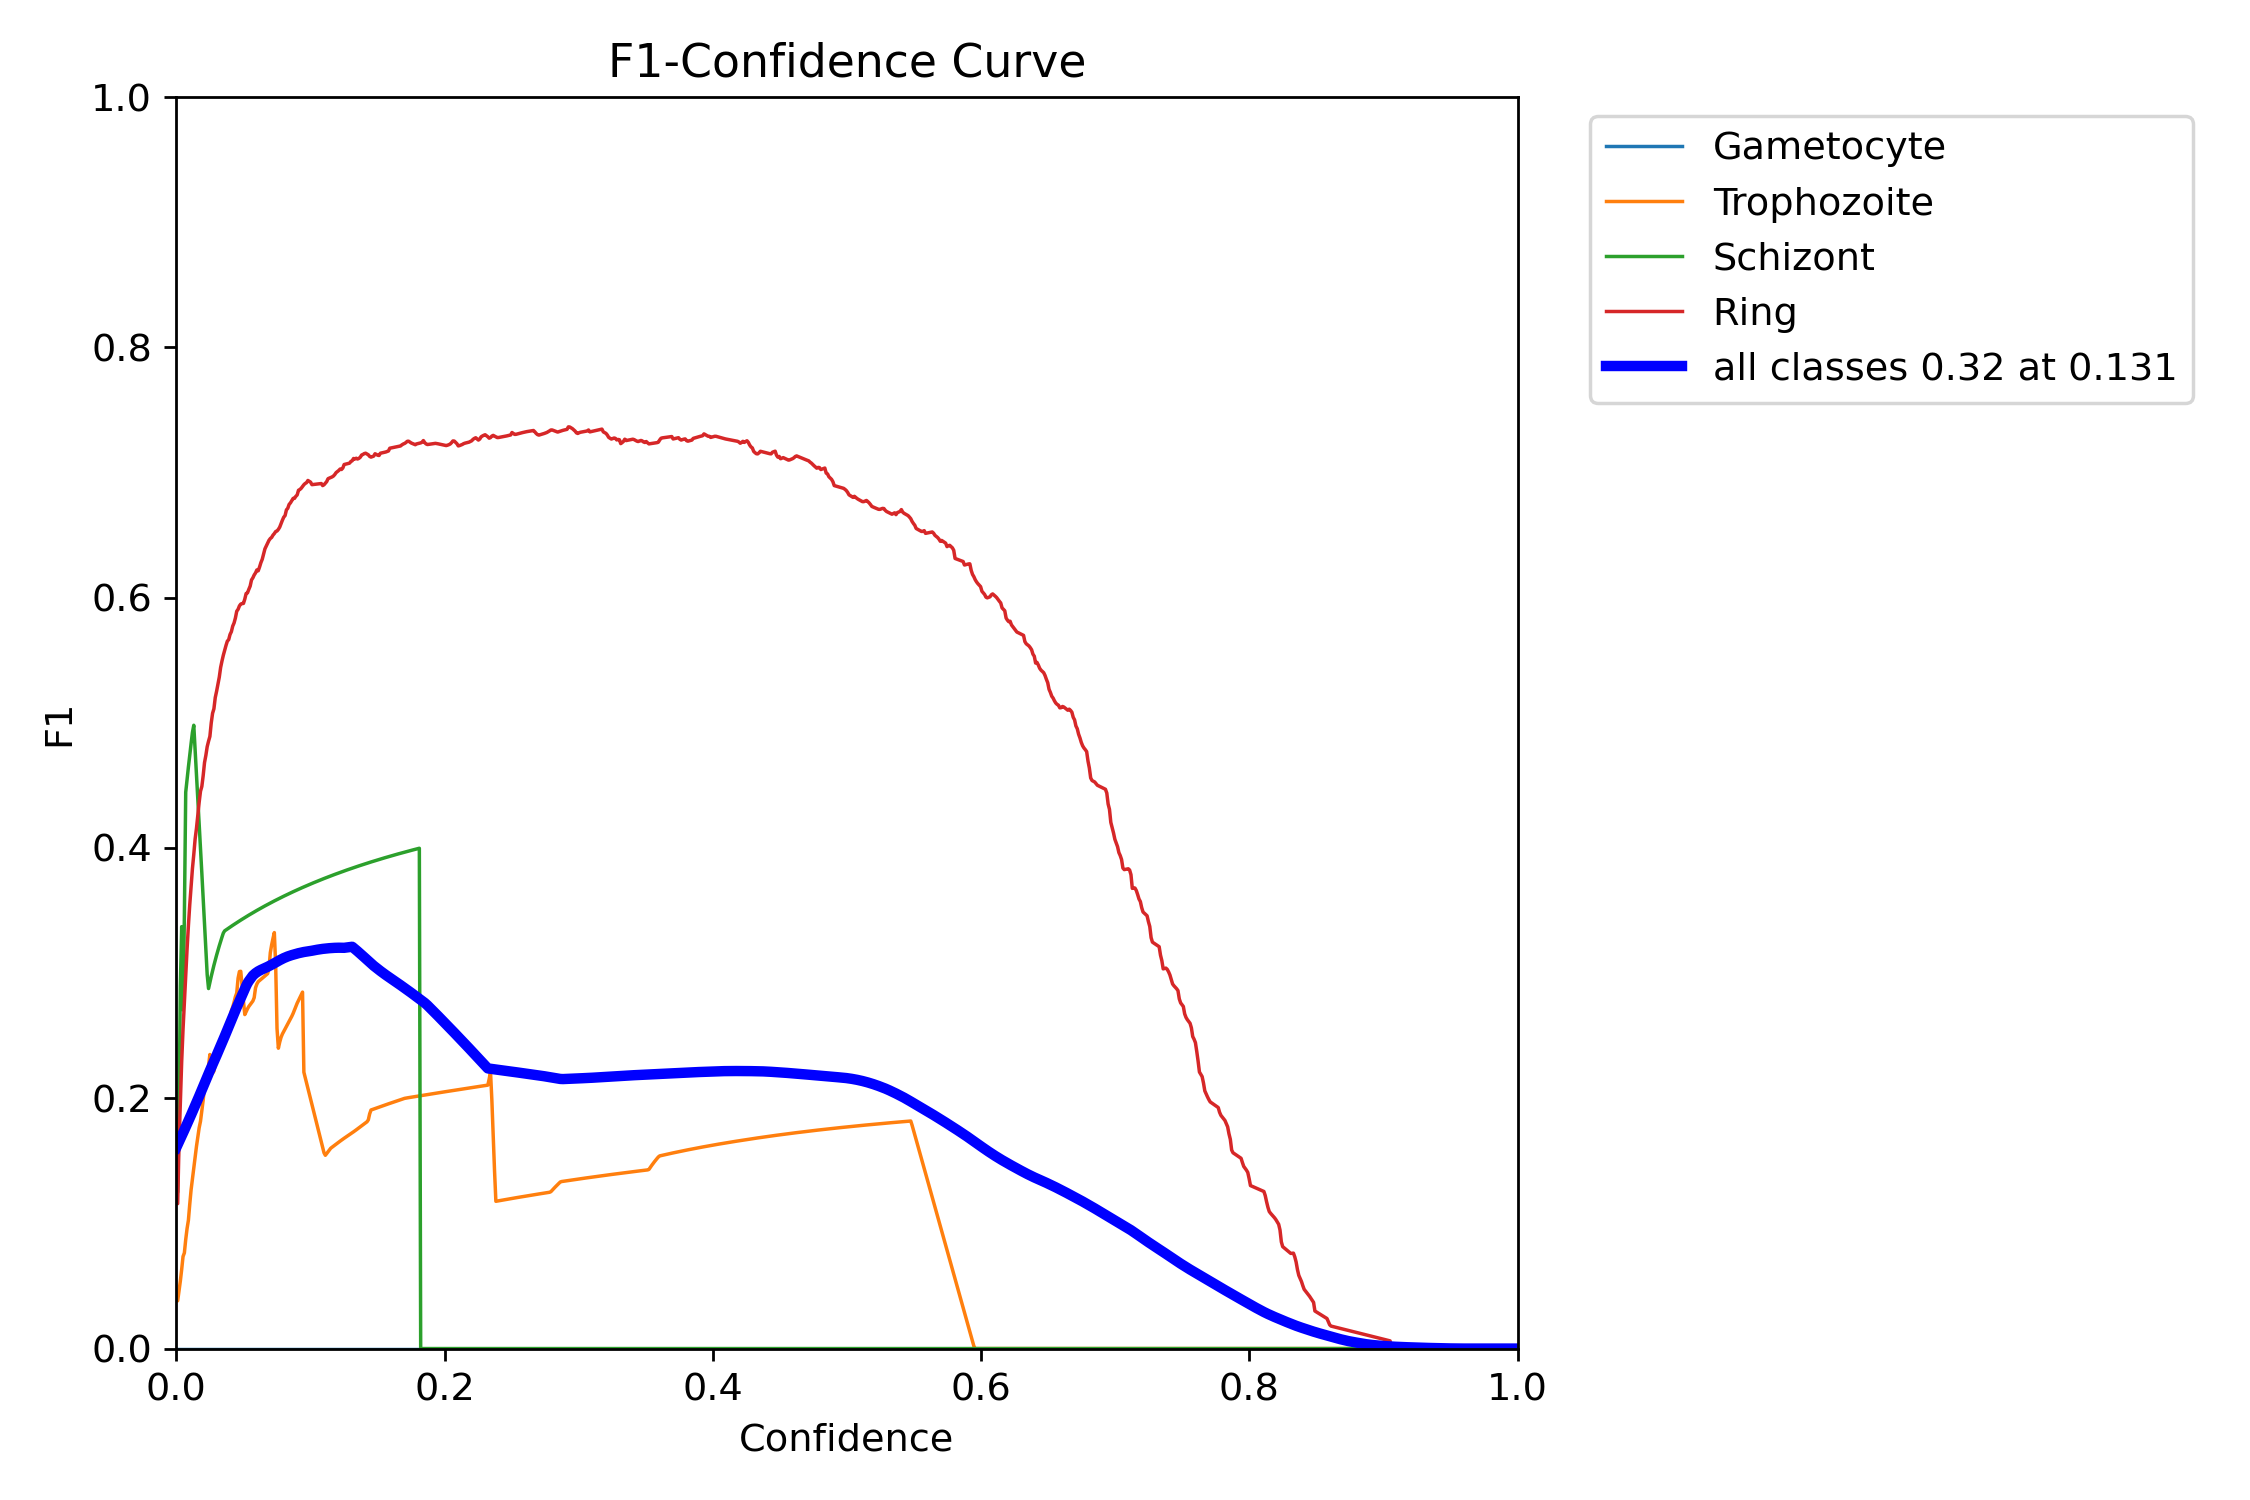 F1-Confidence Curve
1.0
0.8
0.6
0.4
0.2
0.0
F1
0.0 0.2 0.4 0.6 0.8 1.0
Confidence
Gametocyte
Trophozoite
Schizont
Ring
all classes 0.32 at 0.131